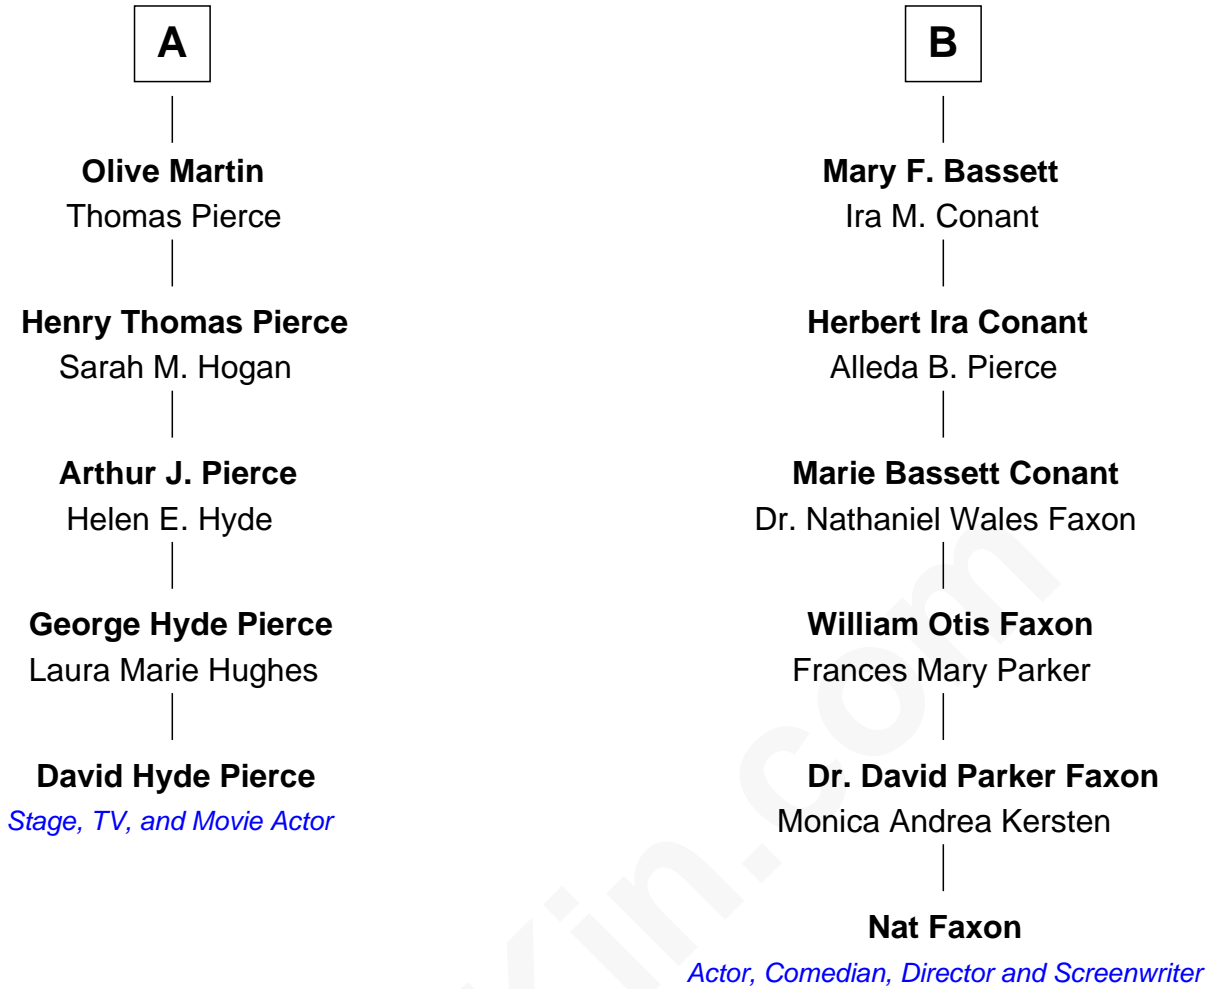 A
Olive Martin
Thomas Pierce
Henry Thomas Pierce
Sarah M. Hogan
Arthur J. Pierce
Helen E. Hyde
George Hyde Pierce
Laura Marie Hughes
David Hyde Pierce
Stage, TV, and Movie Actor
B
Mary F. Bassett
Ira M. Conant
Herbert Ira Conant
Alleda B. Pierce
Marie Bassett Conant
Dr. Nathaniel Wales Faxon
William Otis Faxon
Frances Mary Parker
Dr. David Parker Faxon
Monica Andrea Kersten
Nat Faxon
Actor, Comedian, Director and Screenwriter
Kin.com